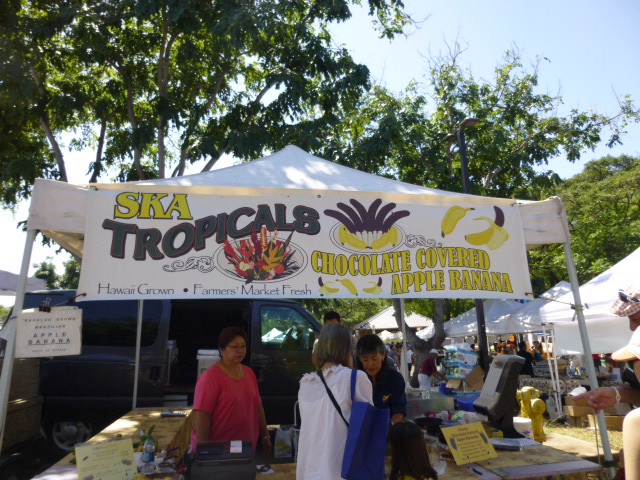 SKA
TROPICALS
Hawaii Grown • Farmers' Market Fresh •
CHOCOLATE COVERED
APPLE BANANA
APPLE
BANANA